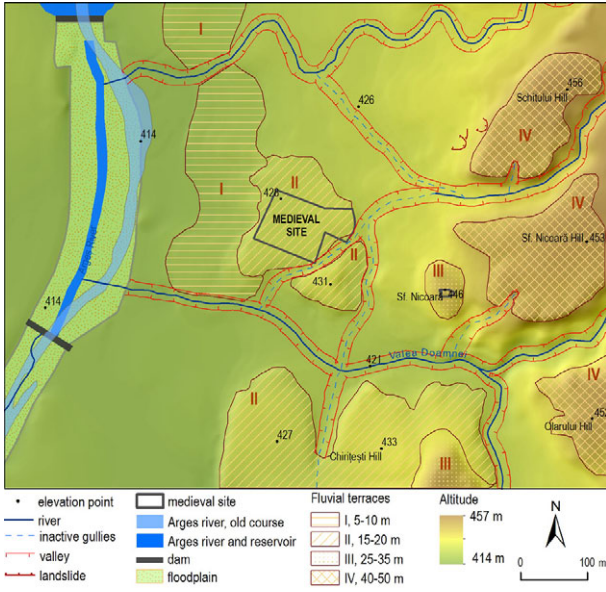 I
456
Schitului Hill
426
414
IV
I
II
428
IV
MEDIEVAL
SITE
Sf. Nicoară Hill
453
II
III
431
Sf. Nicoară
446
414
Valea Doamnei
421
IV
II
Olarului Hill
427
433
Chirițești Hill
III
elevation point
river
inactive gullies
valley
landslide
medieval site
Arges river, old course
Arges river and reservoir
dam
floodplain
Fluvial terraces
I, 5-10 m
II, 15-20 m
III, 25-35 m
IV, 40-50 m
Altitude
457 m
414 m
N
0 100 m